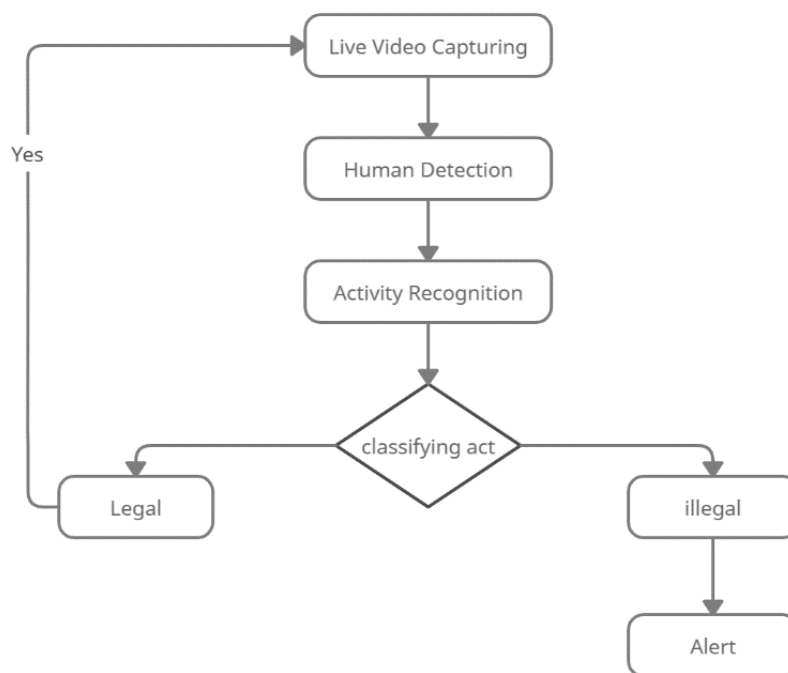 Live Video Capturing
Yes
Human Detection
Activity Recognition
classifying act
Legal
illegal
Alert